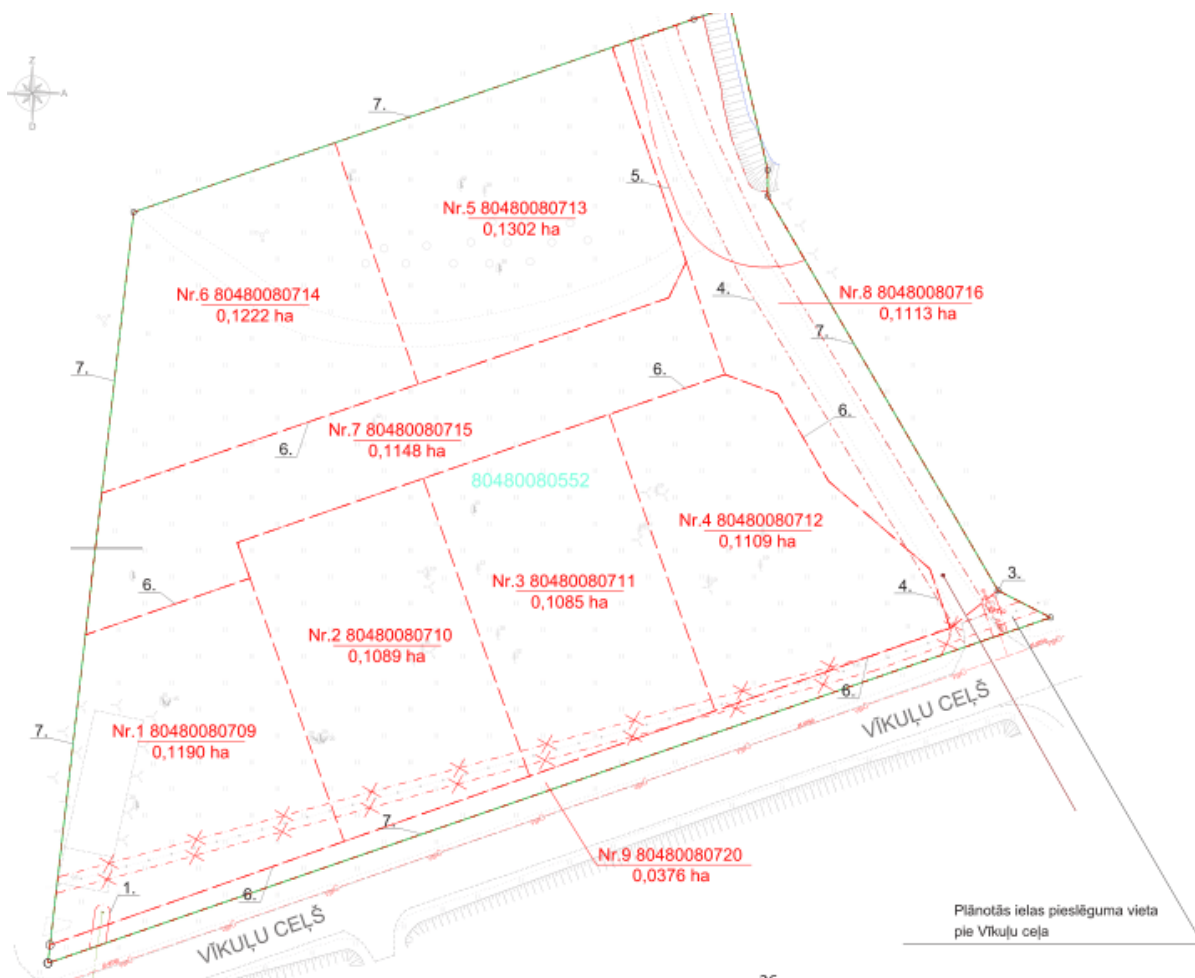 Z
A
D
7.
5.
Nr.5 80480080713
0,1302 ha
Nr.6 80480080714
0,1222 ha
4.
Nr.8 80480080716
0,1113 ha
7.
7.
6.
6.
Nr.7 80480080715
0,1148 ha
6.
80480080552
Nr.4 80480080712
0,1109 ha
6.
Nr.3 80480080711
0,1085 ha
4.
3.
Nr.2 80480080710
0,1089 ha
6.
VĪKUĻU CEĻŠ
Nr.1 80480080709
0,1190 ha
7.
7.
Nr.9 80480080720
0,0376 ha
1.
6.
VĪKUĻU CEĻŠ
Plānotās ielas pieslēguma vieta
pie Vīkuļu ceļa